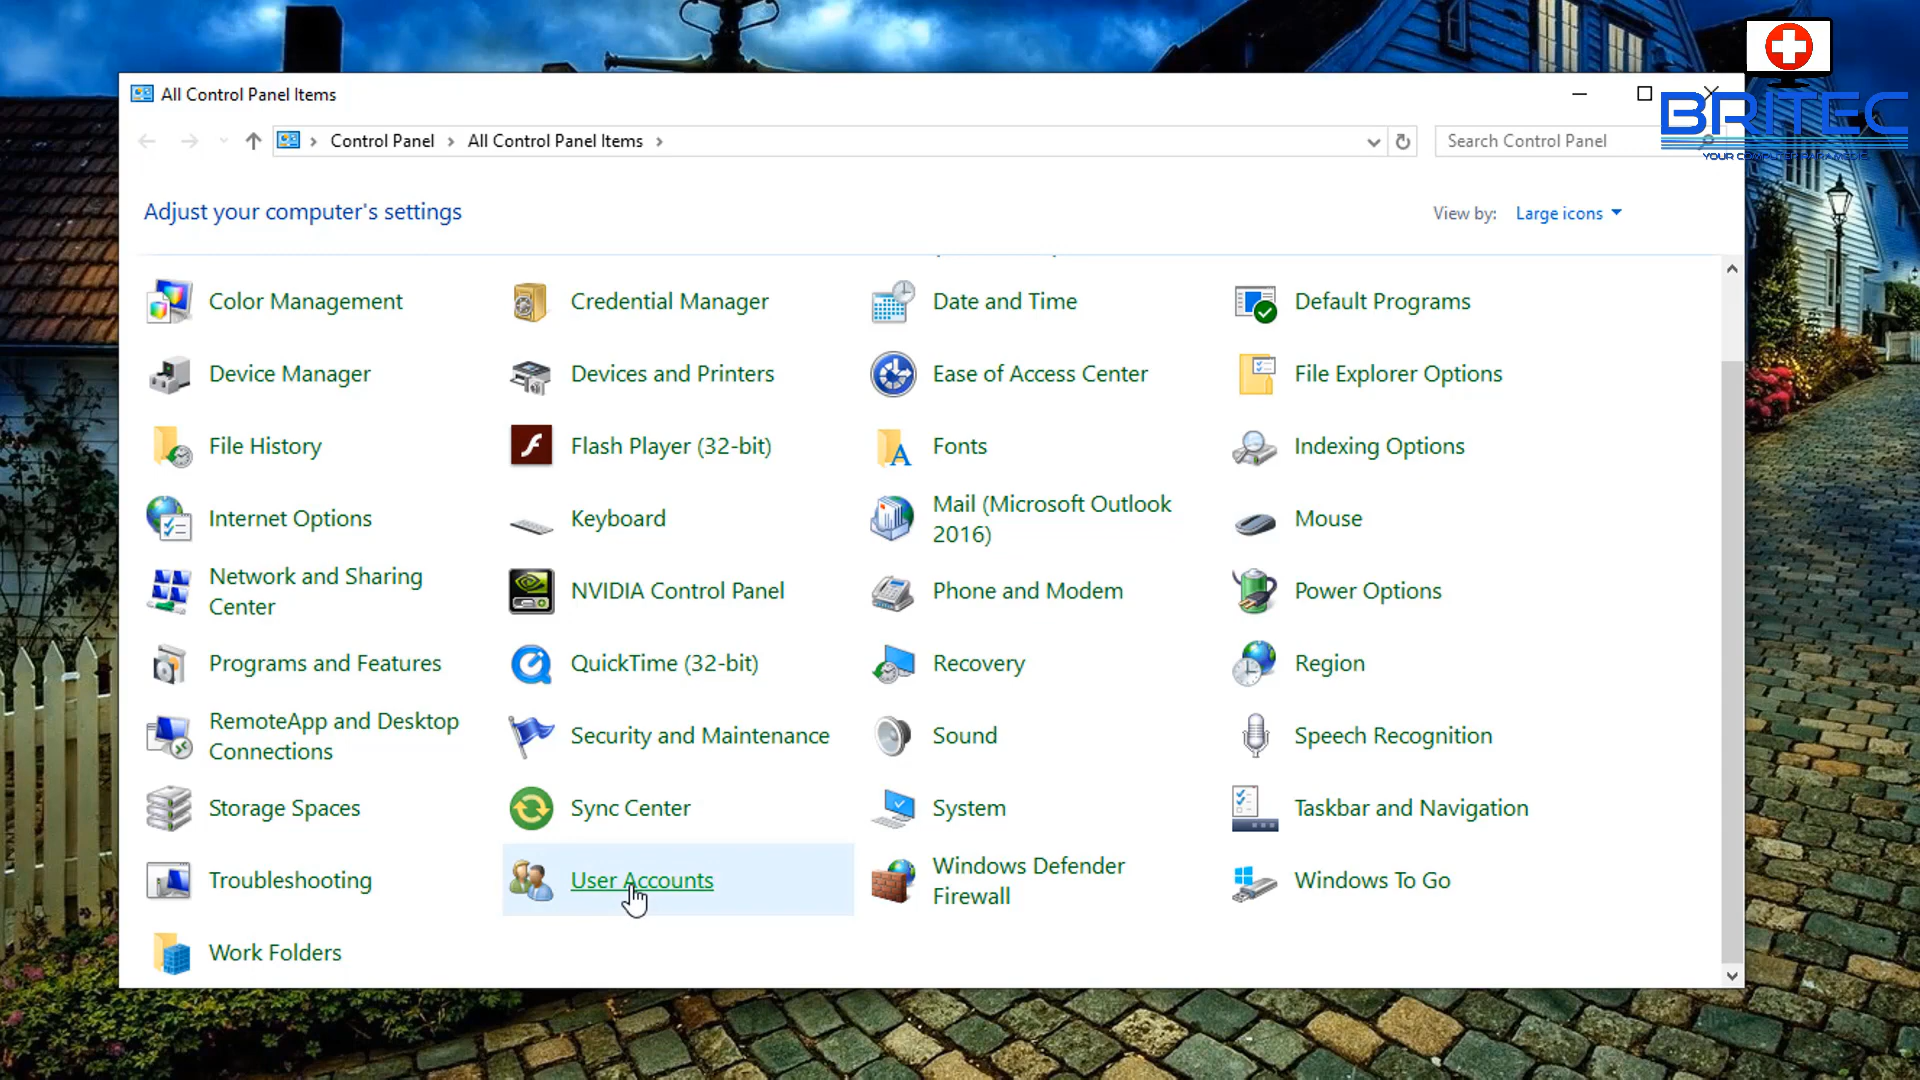 All Control Panel Items
BRITEC
YOUR COMPUTER PARAMEDIC
Control Panel
All Control Panel Items
Search Control Panel
Adjust your computer's settings
View by:
Large icons
Color Management
Credential Manager
Date and Time
Default Programs
Device Manager
Devices and Printers
Ease of Access Center
File Explorer Options
File History
Flash Player (32-bit)
Fonts
Indexing Options
Internet Options
Keyboard
Mail (Microsoft Outlook
2016)
Mouse
Network and Sharing
Center
NVIDIA Control Panel
Phone and Modem
Power Options
Programs and Features
QuickTime (32-bit)
Recovery
Region
RemoteApp and Desktop
Connections
Security and Maintenance
Sound
Speech Recognition
Storage Spaces
Sync Center
System
Taskbar and Navigation
Troubleshooting
User Accounts
Windows Defender
Firewall
Windows To Go
Work Folders